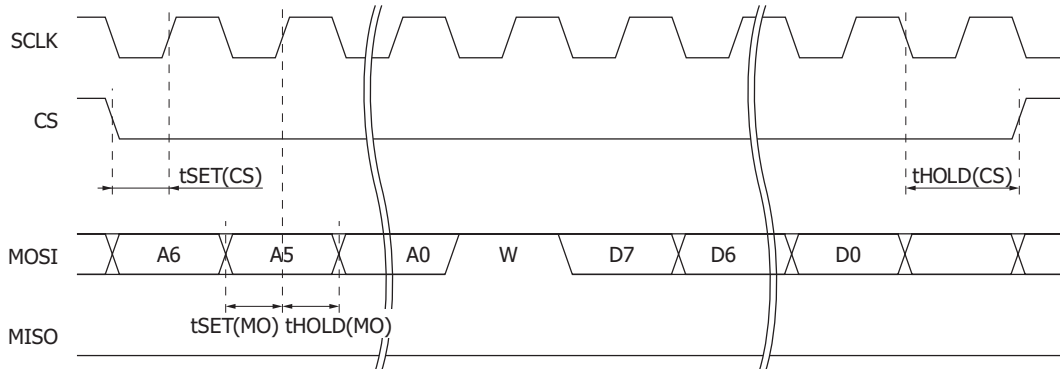 SCLK
CS
tSET(CS)
tHOLD(CS)
MOSI
A6
A5
A0
W
D7
D6
D0
tSET(MO)
tHOLD(MO)
MISO